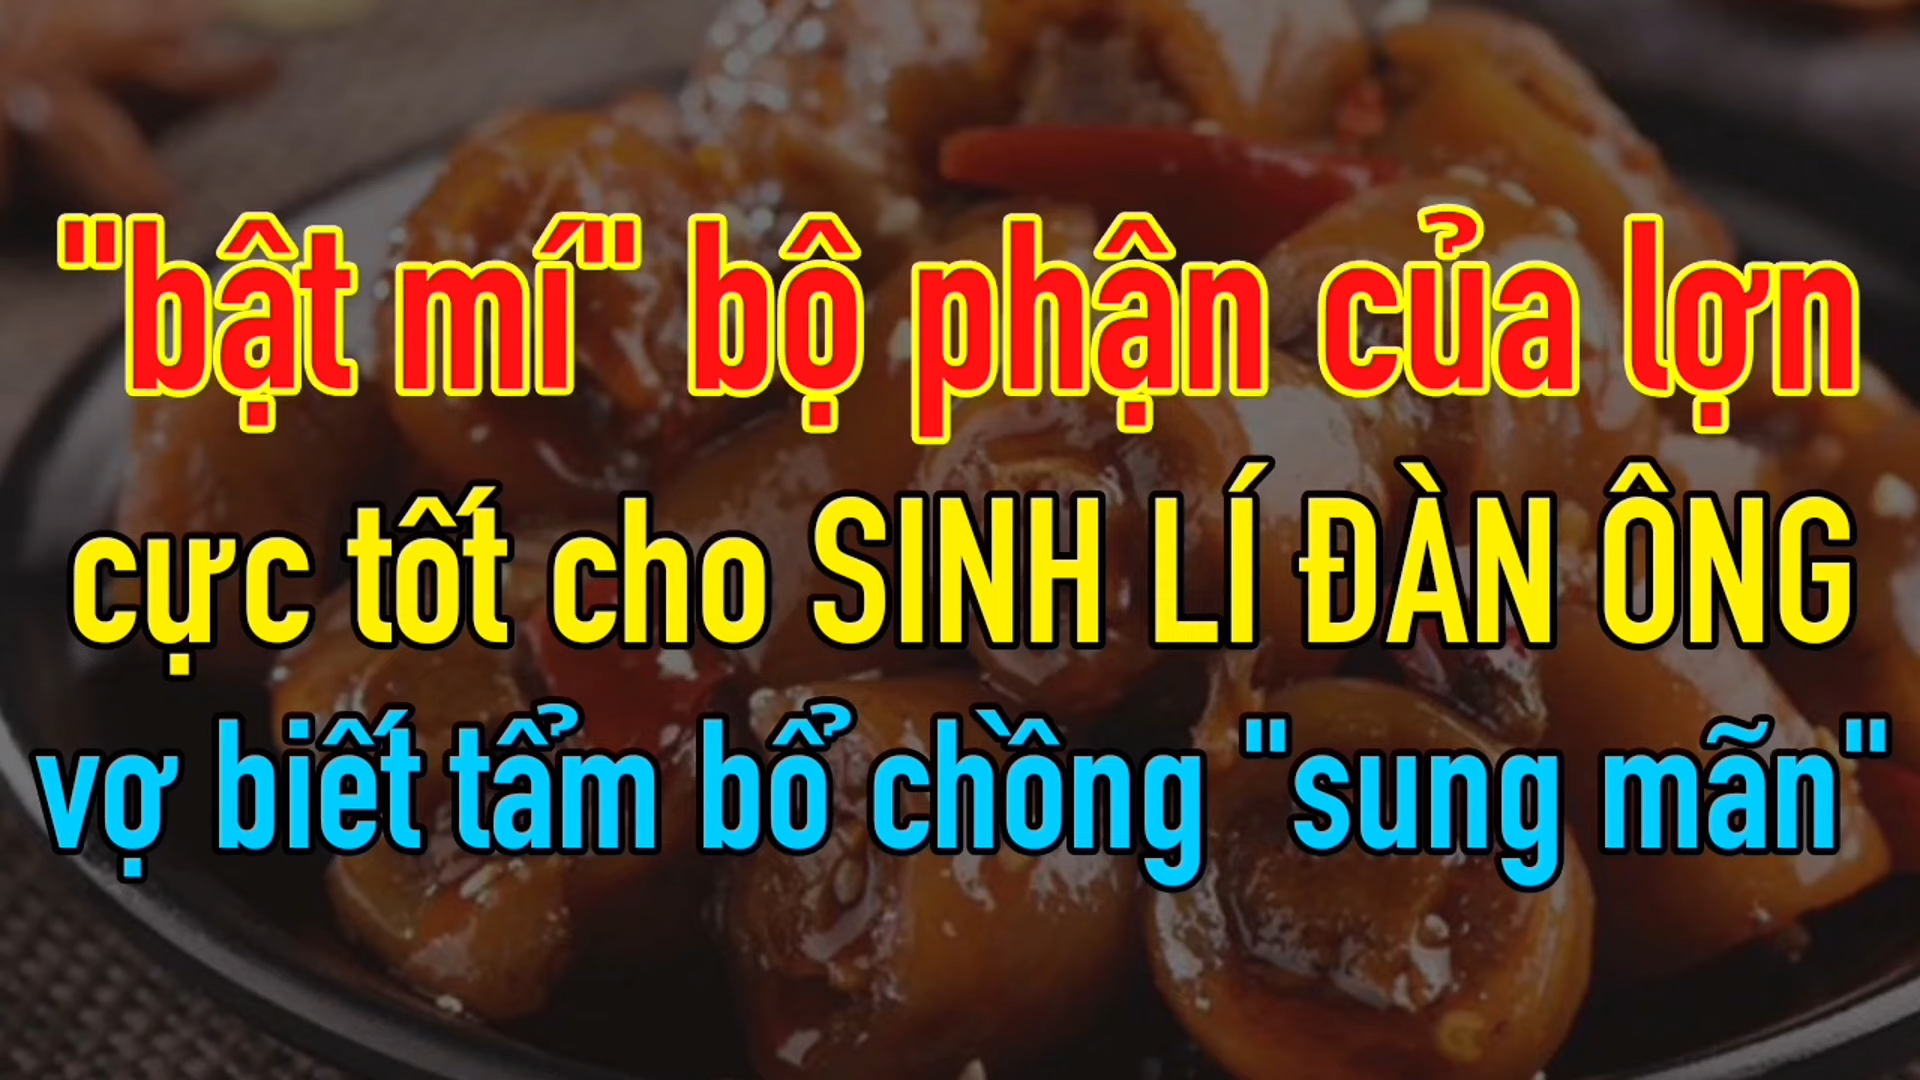 "bật mí" bộ phận của lợn
cực tốt cho SINH LÍ ĐÀN ÔNG
vợ biết tẩm bổ chồng "sung mãn"